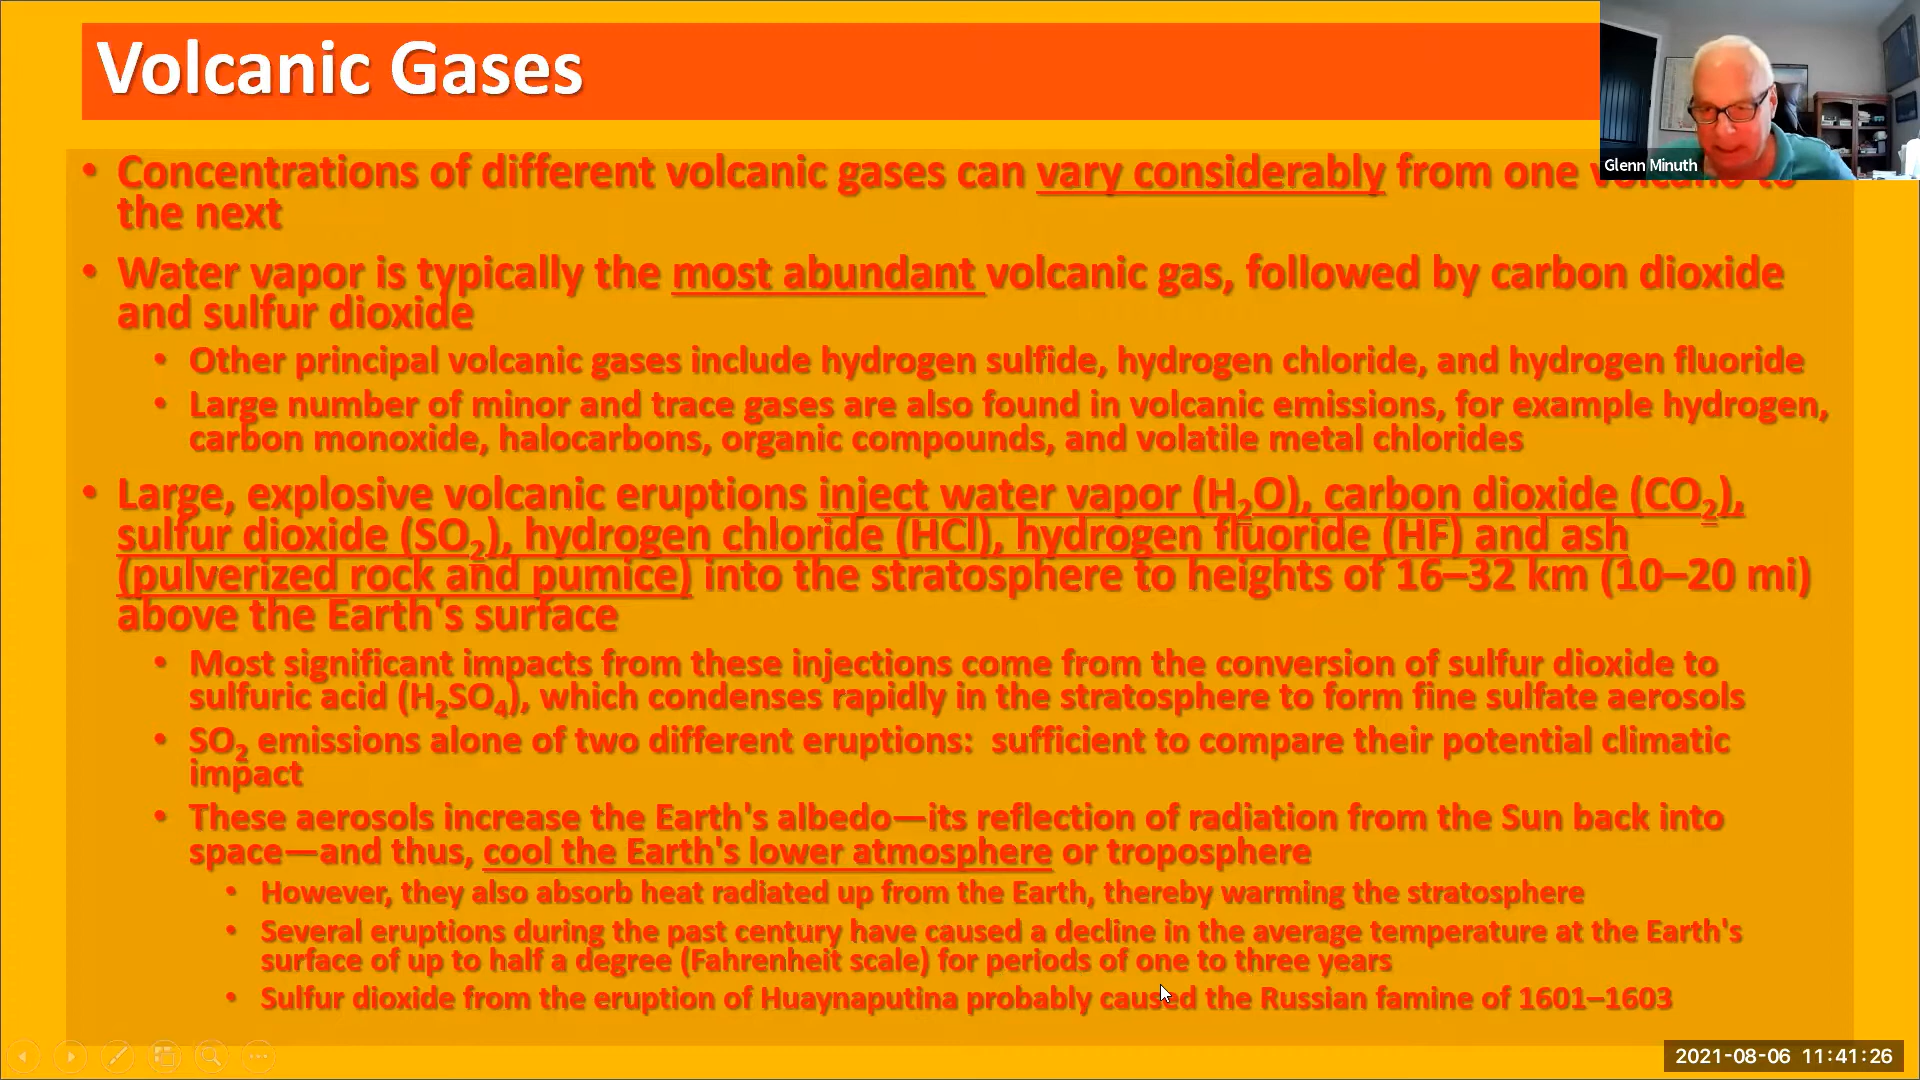 Volcanic Gases
Glenn Minuth
• Concentrations of different volcanic gases can vary considerably from one volcano to
the next
• Water vapor is typically the most abundant volcanic gas, followed by carbon dioxide
and sulfur dioxide
• Other principal volcanic gases include hydrogen sulfide, hydrogen chloride, and hydrogen fluoride
• Large number of minor and trace gases are also found in volcanic emissions, for example hydrogen,
carbon monoxide, halocarbons, organic compounds, and volatile metal chlorides
• Large, explosive volcanic eruptions inject water vapor (H₂O), carbon dioxide (CO₂),
sulfur dioxide (SO₂), hydrogen chloride (HCl), hydrogen fluoride (HF) and ash
(pulverized rock and pumice) into the stratosphere to heights of 16–32 km (10–20 mi)
above the Earth's surface
• Most significant impacts from these injections come from the conversion of sulfur dioxide to
sulfuric acid (H₂SO₄), which condenses rapidly in the stratosphere to form fine sulfate aerosols
• SO₂ emissions alone of two different eruptions:  sufficient to compare their potential climatic
impact
• These aerosols increase the Earth's albedo—its reflection of radiation from the Sun back into
space—and thus, cool the Earth's lower atmosphere or troposphere
• However, they also absorb heat radiated up from the Earth, thereby warming the stratosphere
• Several eruptions during the past century have caused a decline in the average temperature at the Earth's
surface of up to half a degree (Fahrenheit scale) for periods of one to three years
• Sulfur dioxide from the eruption of Huaynaputina probably caused the Russian famine of 1601–1603
2021-08-06 11:41:26